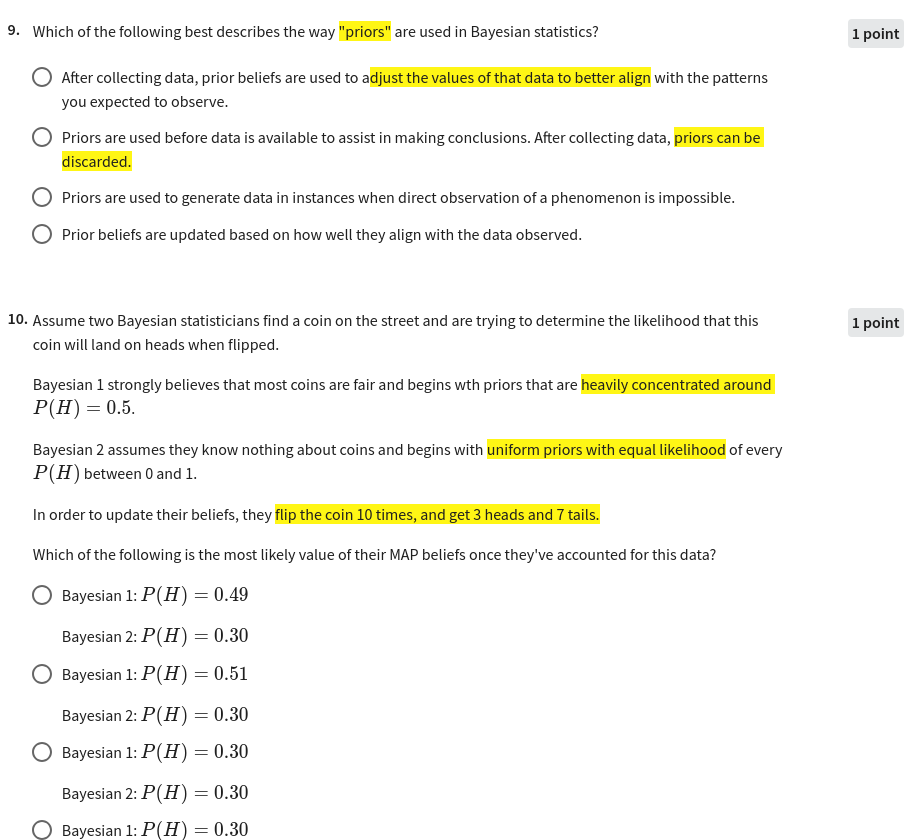 9. Which of the following best describes the way "priors" are used in Bayesian statistics?
1 point
After collecting data, prior beliefs are used to adjust the values of that data to better align with the patterns
you expected to observe.
Priors are used before data is available to assist in making conclusions. After collecting data, priors can be
discarded.
Priors are used to generate data in instances when direct observation of a phenomenon is impossible.
Prior beliefs are updated based on how well they align with the data observed.
10. Assume two Bayesian statisticians find a coin on the street and are trying to determine the likelihood that this
1 point
coin will land on heads when flipped.
Bayesian 1 strongly believes that most coins are fair and begins wth priors that are heavily concentrated around
P(H) = 0.5.
Bayesian 2 assumes they know nothing about coins and begins with uniform priors with equal likelihood of every
P(H) between 0 and 1.
In order to update their beliefs, they flip the coin 10 times, and get 3 heads and 7 tails.
Which of the following is the most likely value of their MAP beliefs once they've accounted for this data?
Bayesian 1: P(H) = 0.49
Bayesian 2: P(H) = 0.30
Bayesian 1: P(H) = 0.51
Bayesian 2: P(H) = 0.30
Bayesian 1: P(H) = 0.30
Bayesian 2: P(H) = 0.30
Bayesian 1: P(H) = 0.30